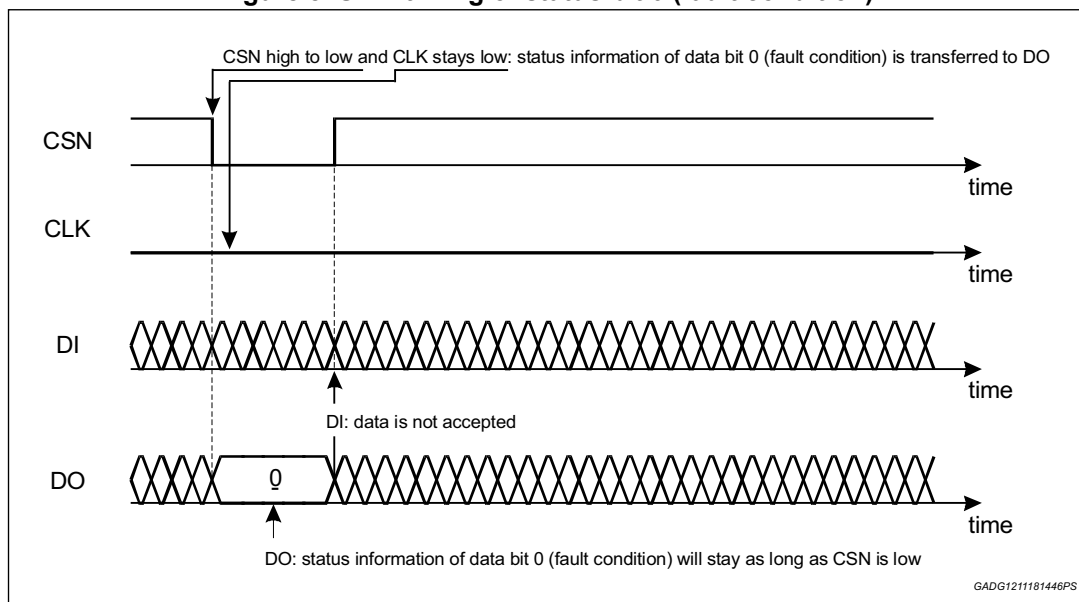 CSN high to low and CLK stays low: status information of data bit 0 (fault condition) is transferred to DO
CSN
time
CLK
time
DI
time
DI: data is not accepted
DO
0
time
DO: status information of data bit 0 (fault condition) will stay as long as CSN is low
GADG1211181446PS